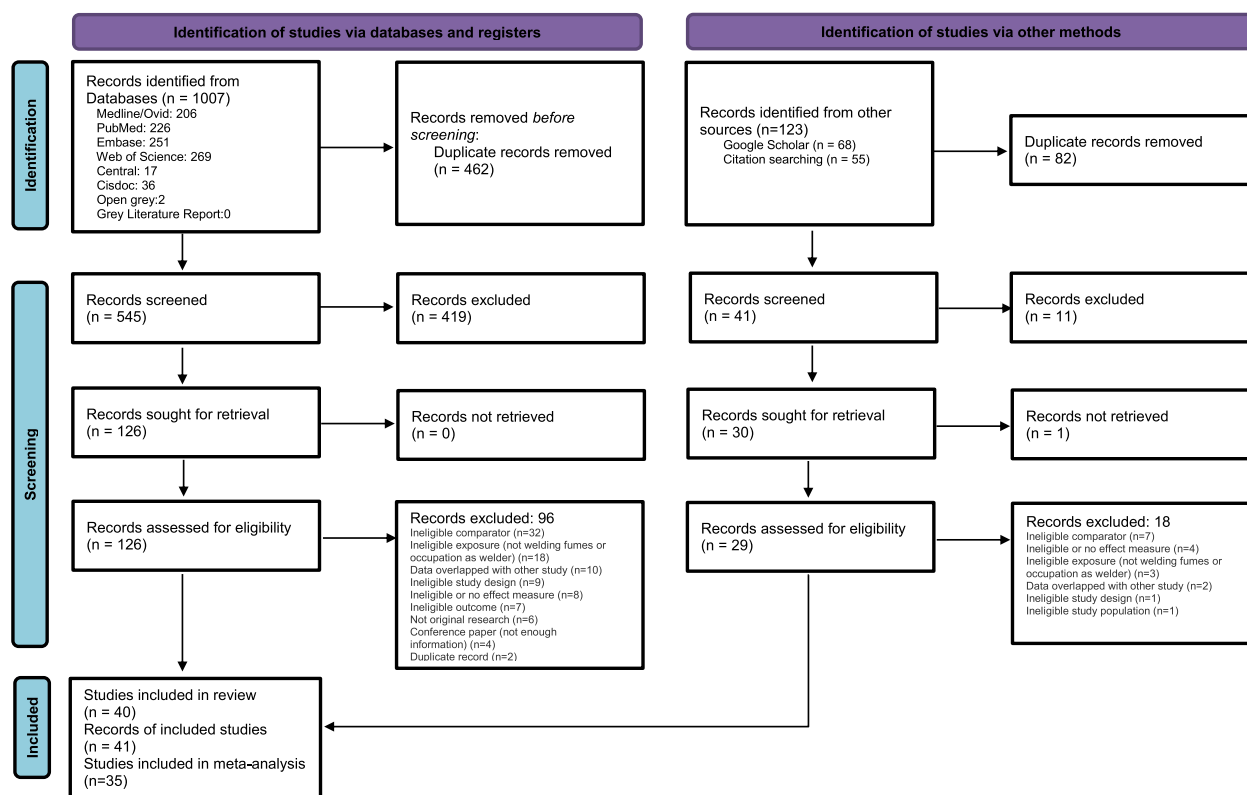 Identification of studies via databases and registers
Identification of studies via other methods
Identification
Records identified from
Databases (n = 1007)
Medline/Ovid: 206
PubMed: 226
Embase: 251
Web of Science: 269
Central: 17
Cisdoc: 36
Open grey:2
Grey Literature Report:0
Records removed before
screening:
Duplicate records removed
(n = 462)
Records identified from other
sources (n=123)
Google Scholar (n = 68)
Citation searching (n = 55)
Duplicate records removed
(n = 82)
Screening
Records screened
(n = 545)
Records excluded
(n = 419)
Records screened
(n = 41)
Records excluded
(n = 11)
Records sought for retrieval
(n = 126)
Records not retrieved
(n = 0)
Records sought for retrieval
(n = 30)
Records not retrieved
(n = 1)
Records assessed for eligibility
(n = 126)
Records excluded: 96
Ineligible comparator (n=32)
Ineligible exposure (not welding fumes or
occupation as welder) (n=18)
Data overlapped with other study (n=10)
Ineligible study design (n=9)
Ineligible or no effect measure (n=8)
Ineligible outcome (n=7)
Not original research (n=6)
Conference paper (not enough
information) (n=4)
Duplicate record (n=2)
Records assessed for eligibility
(n = 29)
Records excluded: 18
Ineligible comparator (n=7)
Ineligible or no effect measure (n=4)
Ineligible exposure (not welding fumes or
occupation as welder) (n=3)
Data overlapped with other study (n=2)
Ineligible study design (n=1)
Ineligible study population (n=1)
Included
Studies included in review
(n = 40)
Records of included studies
(n = 41)
Studies included in meta-analysis
(n=35)